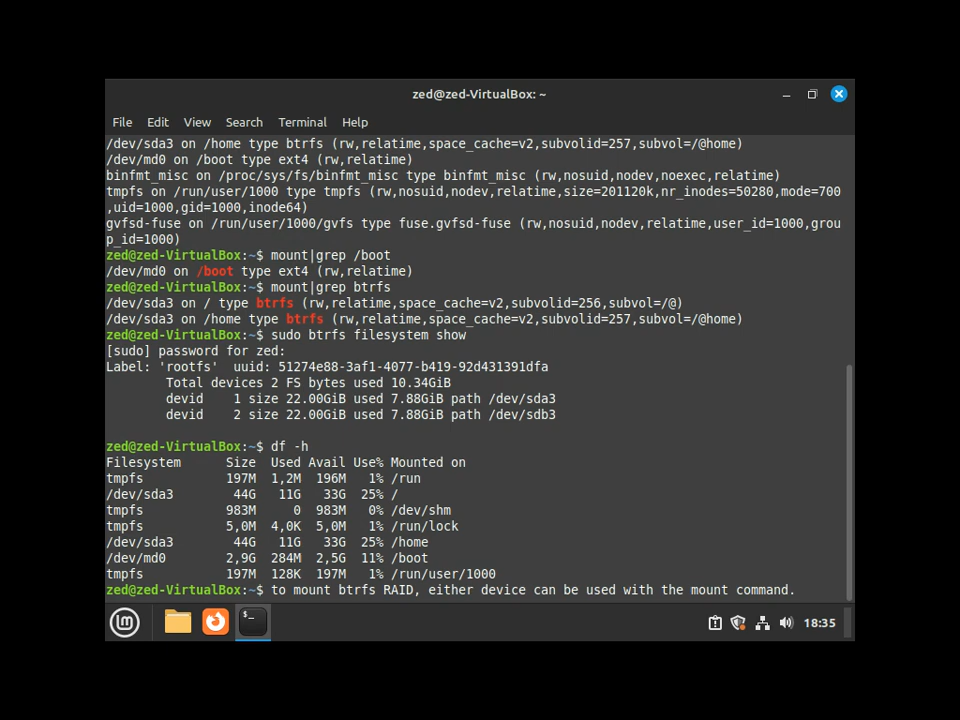 zed@zed-VirtualBox: ~
File Edit View Search Terminal Help
/dev/sda3 on /home type btrfs (rw,relatime,space_cache=v2,subvolid=257,subvol=/@home)
/dev/md0 on /boot type ext4 (rw,relatime)
binfmt_misc on /proc/sys/fs/binfmt_misc type binfmt_misc (rw,nosuid,nodev,noexec,relatime)
tmpfs on /run/user/1000 type tmpfs (rw,nosuid,nodev,relatime,size=201120k,nr_inodes=50280,mode=700
,uid=1000,gid=1000,inode64)
gvfsd-fuse on /run/user/1000/gvfs type fuse.gvfsd-fuse (rw,nosuid,nodev,relatime,user_id=1000,grou
p_id=1000)
zed@zed-VirtualBox:~$ mount|grep /boot
/dev/md0 on /boot type ext4 (rw,relatime)
zed@zed-VirtualBox:~$ mount|grep btrfs
/dev/sda3 on / type btrfs (rw,relatime,space_cache=v2,subvolid=256,subvol=/@)
/dev/sda3 on /home type btrfs (rw,relatime,space_cache=v2,subvolid=257,subvol=/@home)
zed@zed-VirtualBox:~$ sudo btrfs filesystem show
[sudo] password for zed:
Label: 'rootfs'  uuid: 51274e88-3af1-4077-b419-92d431391dfa
        Total devices 2 FS bytes used 10.34GiB
        devid    1 size 22.00GiB used 7.88GiB path /dev/sda3
        devid    2 size 22.00GiB used 7.88GiB path /dev/sdb3
zed@zed-VirtualBox:~$ df -h
Filesystem      Size  Used Avail Use% Mounted on
tmpfs           197M  1,2M  196M   1% /run
/dev/sda3        44G   11G   33G  25% /
tmpfs           983M     0  983M   0% /dev/shm
tmpfs           5,0M  4,0K  5,0M   1% /run/lock
/dev/sda3        44G   11G   33G  25% /home
/dev/md0        2,9G  284M  2,5G  11% /boot
tmpfs           197M  128K  197M   1% /run/user/1000
zed@zed-VirtualBox:~$ to mount btrfs RAID, either device can be used with the mount command.
18:35